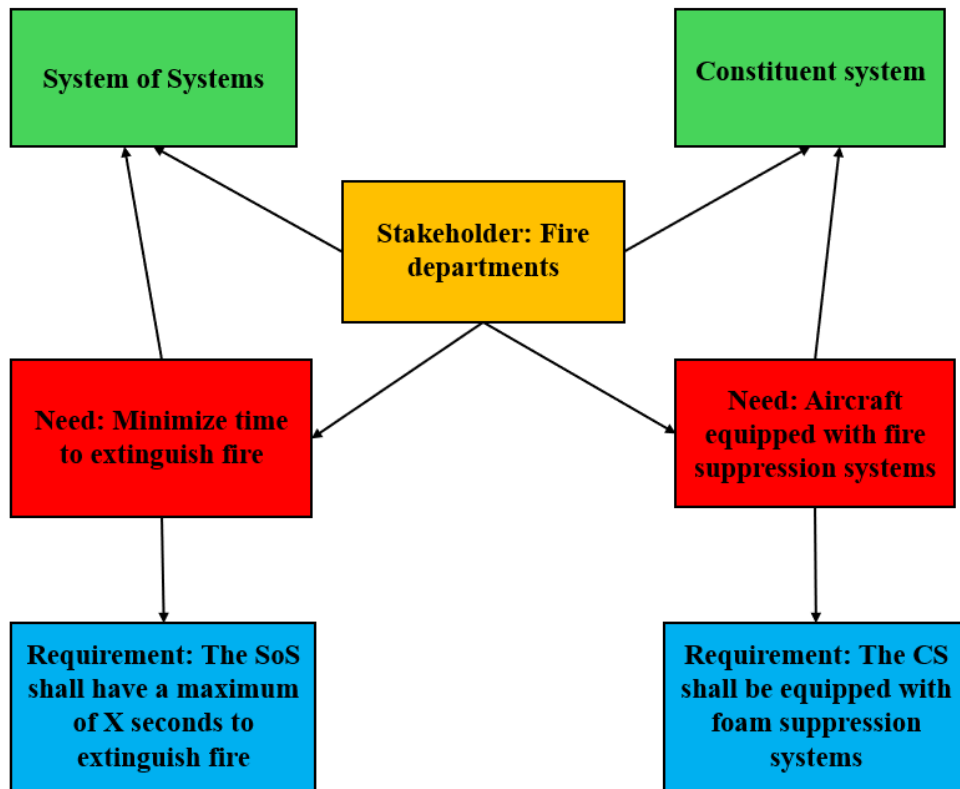 System of Systems
Constituent system
Stakeholder: Fire
departments
Need: Minimize time
to extinguish fire
Need: Aircraft
equipped with fire
suppression systems
Requirement: The SoS
shall have a maximum
of X seconds to
extinguish fire
Requirement: The CS
shall be equipped with
foam suppression
systems